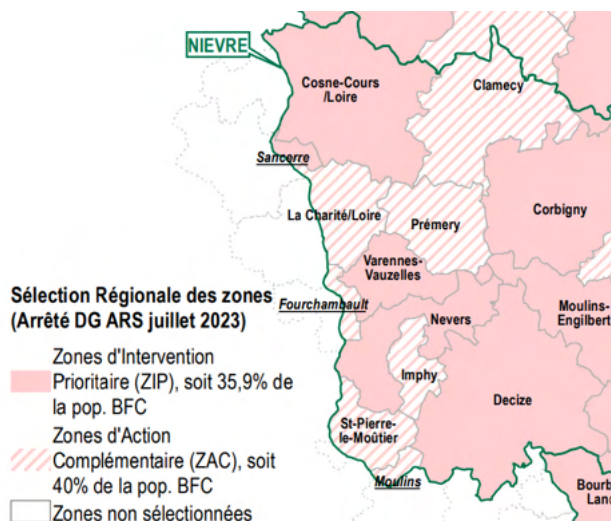 NIEVRE
Cosne-Cours
/Loire
Clamecy
Sancerre
La Charité/Loire
Prémery
Corbigny
Varennes-
Vauzelles
Sélection Régionale des zones
(Arrêté DG ARS juillet 2023)
Fourchambault
Nevers
Moulins-
Engilbert
Zones d'Intervention
Prioritaire (ZIP), soit 35,9% de
la pop. BFC
Imphy
Decize
St-Pierre-
le-Moûtier
Zones d'Action
Complémentaire (ZAC), soit
40% de la pop. BFC
Moulins
Bourb
Lanc
Zones non sélectionnées